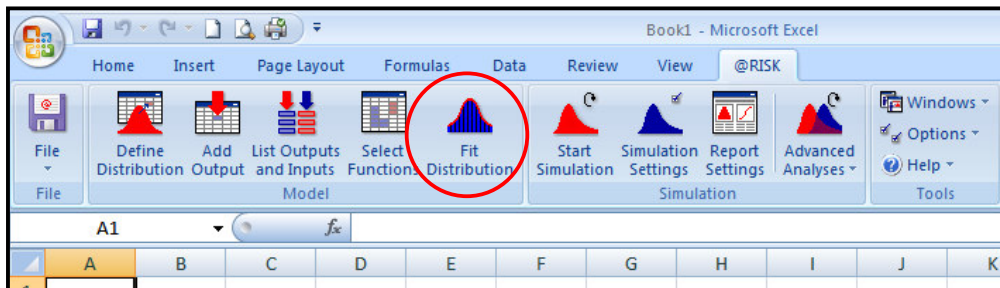 Book1 - Microsoft Excel
Home Insert Page Layout Formulas Data Review View @RISK
File Define Distribution Add Output List Outputs and Inputs Select Functions Fit Distribution Start Simulation Simulation Settings Report Settings Advanced Analyses Windows
Options
Help
File Model Simulation Tools
A1 fx
A B C D E F G H I J K